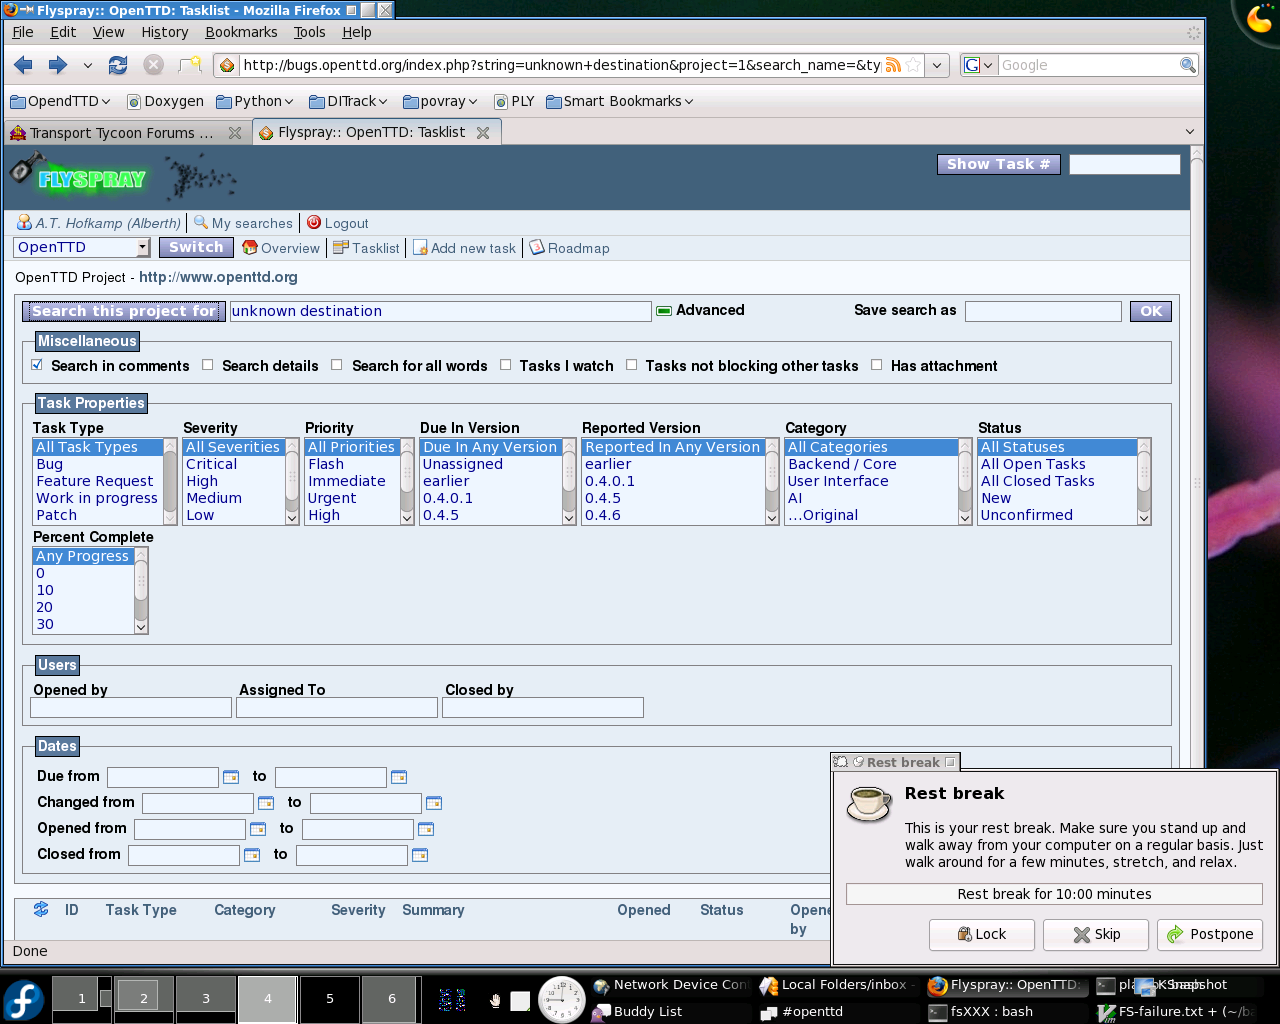 Flyspray:: OpenTTD: Tasklist - Mozilla Firefox
File Edit View History Bookmarks Tools Help
http://bugs.openttd.org/index.php?string=unknown+destination&project=1&search_name=&ty
G Google
OpendTTD Doxygen Python DITrack povray PLY Smart Bookmarks
Transport Tycoon Forums ... Flyspray:: OpenTTD: Tasklist
FLYSPRAY Show Task #
A.T. Hofkamp (Alberth) My searches Logout
OpenTTD Switch Overview Tasklist Add new task Roadmap
OpenTTD Project - http://www.openttd.org
Search this project for unknown destination Advanced Save search as OK
Miscellaneous
Search in comments Search details Search for all words Tasks I watch Tasks not blocking other tasks Has attachment
Task Properties
Task Type Severity Priority Due In Version Reported Version Category Status
All Task Types All Severities All Priorities Due In Any Version Reported In Any Version All Categories All Statuses
Bug Critical Flash Unassigned earlier Backend / Core All Open Tasks
Feature Request High Immediate earlier 0.4.0.1 User Interface All Closed Tasks
Work in progress Medium Urgent 0.4.0.1 0.4.5 AI New
Patch Low High 0.4.5 0.4.6 ...Original Unconfirmed
Percent Complete
Any Progress
0
10
20
30
Users
Opened by Assigned To Closed by
Dates
Due from to
Changed from to
Opened from to
Closed from to
ID Task Type Category Severity Summary Opened Status Opene
by
Done
Rest break
Rest break
This is your rest break. Make sure you stand up and
walk away from your computer on a regular basis. Just
walk around for a few minutes, stretch, and relax.
Rest break for 10:00 minutes
Lock Skip Postpone
1 2 3 4 5 6
Network Device Con Local Folders/inbox - Flyspray:: OpenTTD: KSnapshot
Buddy List #openttd fsXXX : bash FS-failure.txt + (~/b